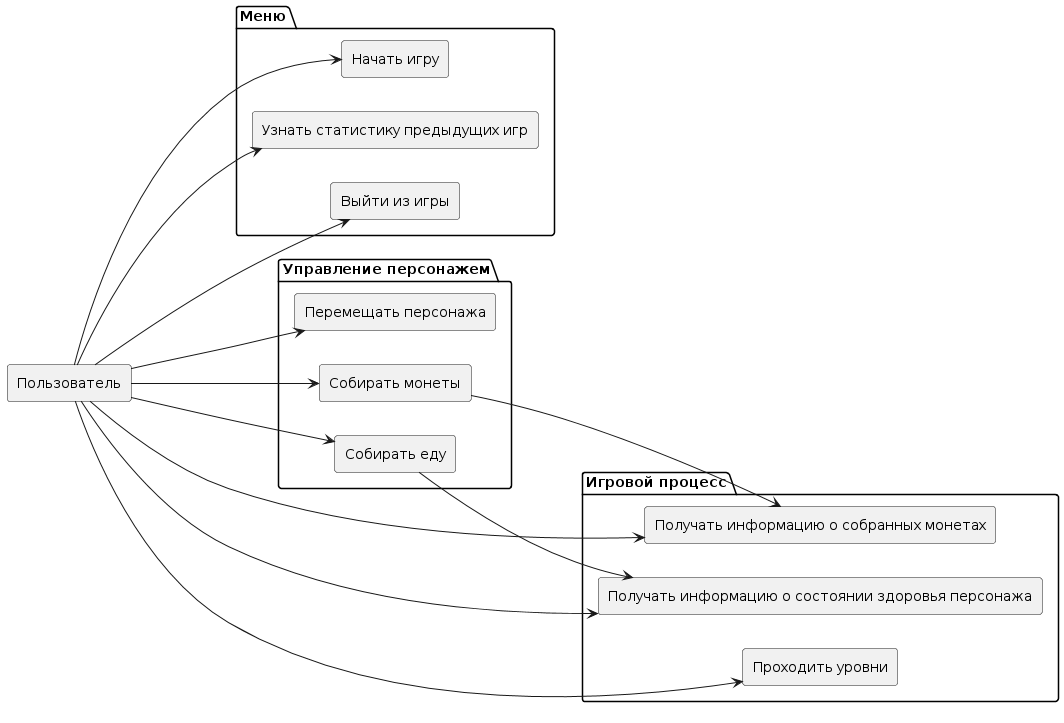 Меню
Начать игру
Узнать статистику предыдущих игр
Выйти из игры
Управление персонажем
Перемещать персонажа
Пользователь
Собирать монеты
Собирать еду
Игровой процесс
Получать информацию о собранных монетах
Получать информацию о состоянии здоровья персонажа
Проходить уровни